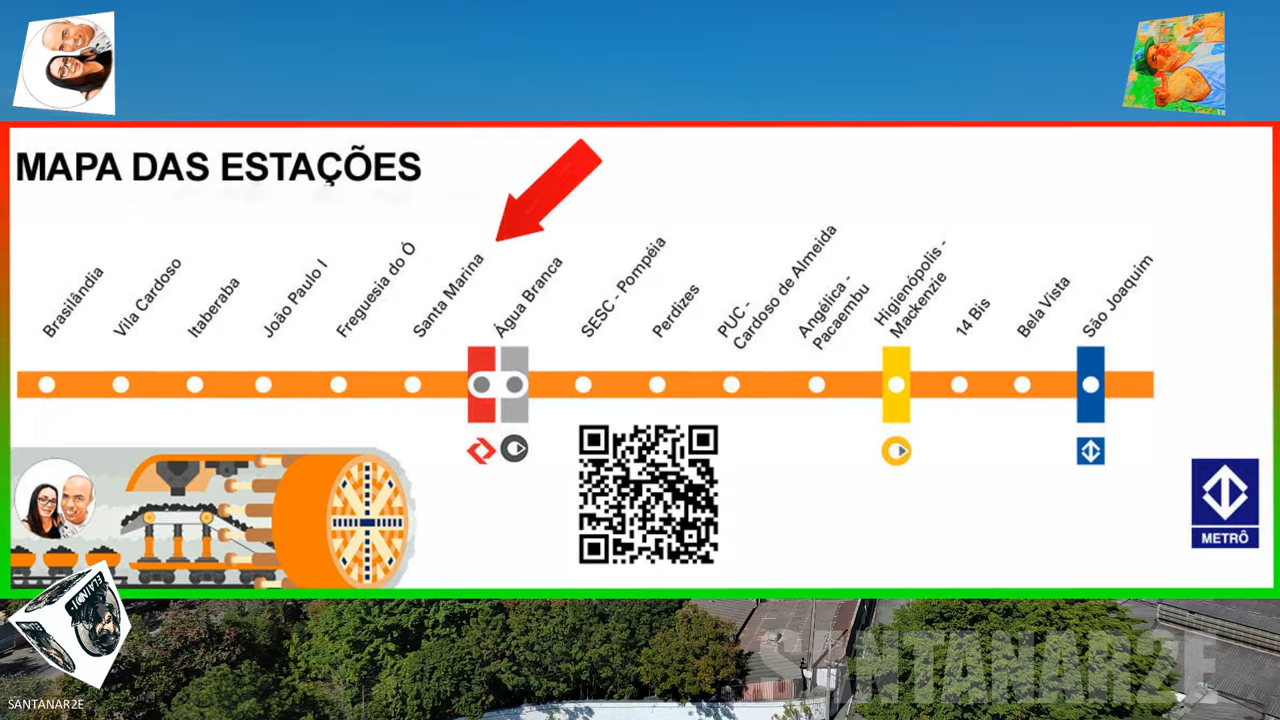 MAPA DAS ESTAÇÕES
Brasilândia
Vila Cardoso
Itaberaba
João Paulo I
Freguesia do Ó
Santa Marina
Água Branca
SESC - Pompéia
Perdizes
PUC -
Cardoso de Almeida
Angélica -
Pacaembu
Higienópolis -
Mackenzie
14 Bis
Bela Vista
São Joaquim
METRÔ
SANTANAR2E
SANTANAR2E